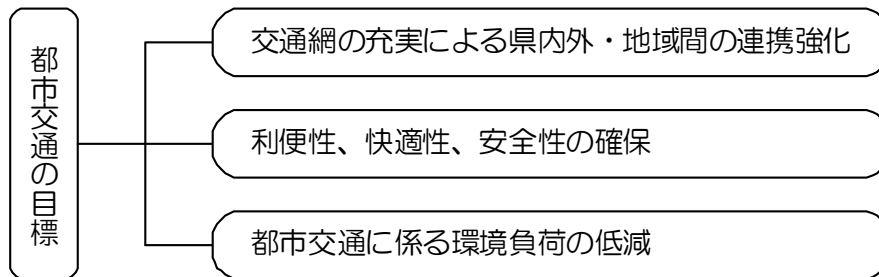 都市交通の目標
交通網の充実による県内外・地域間の連携強化
利便性、快適性、安全性の確保
都市交通に係る環境負荷の低減